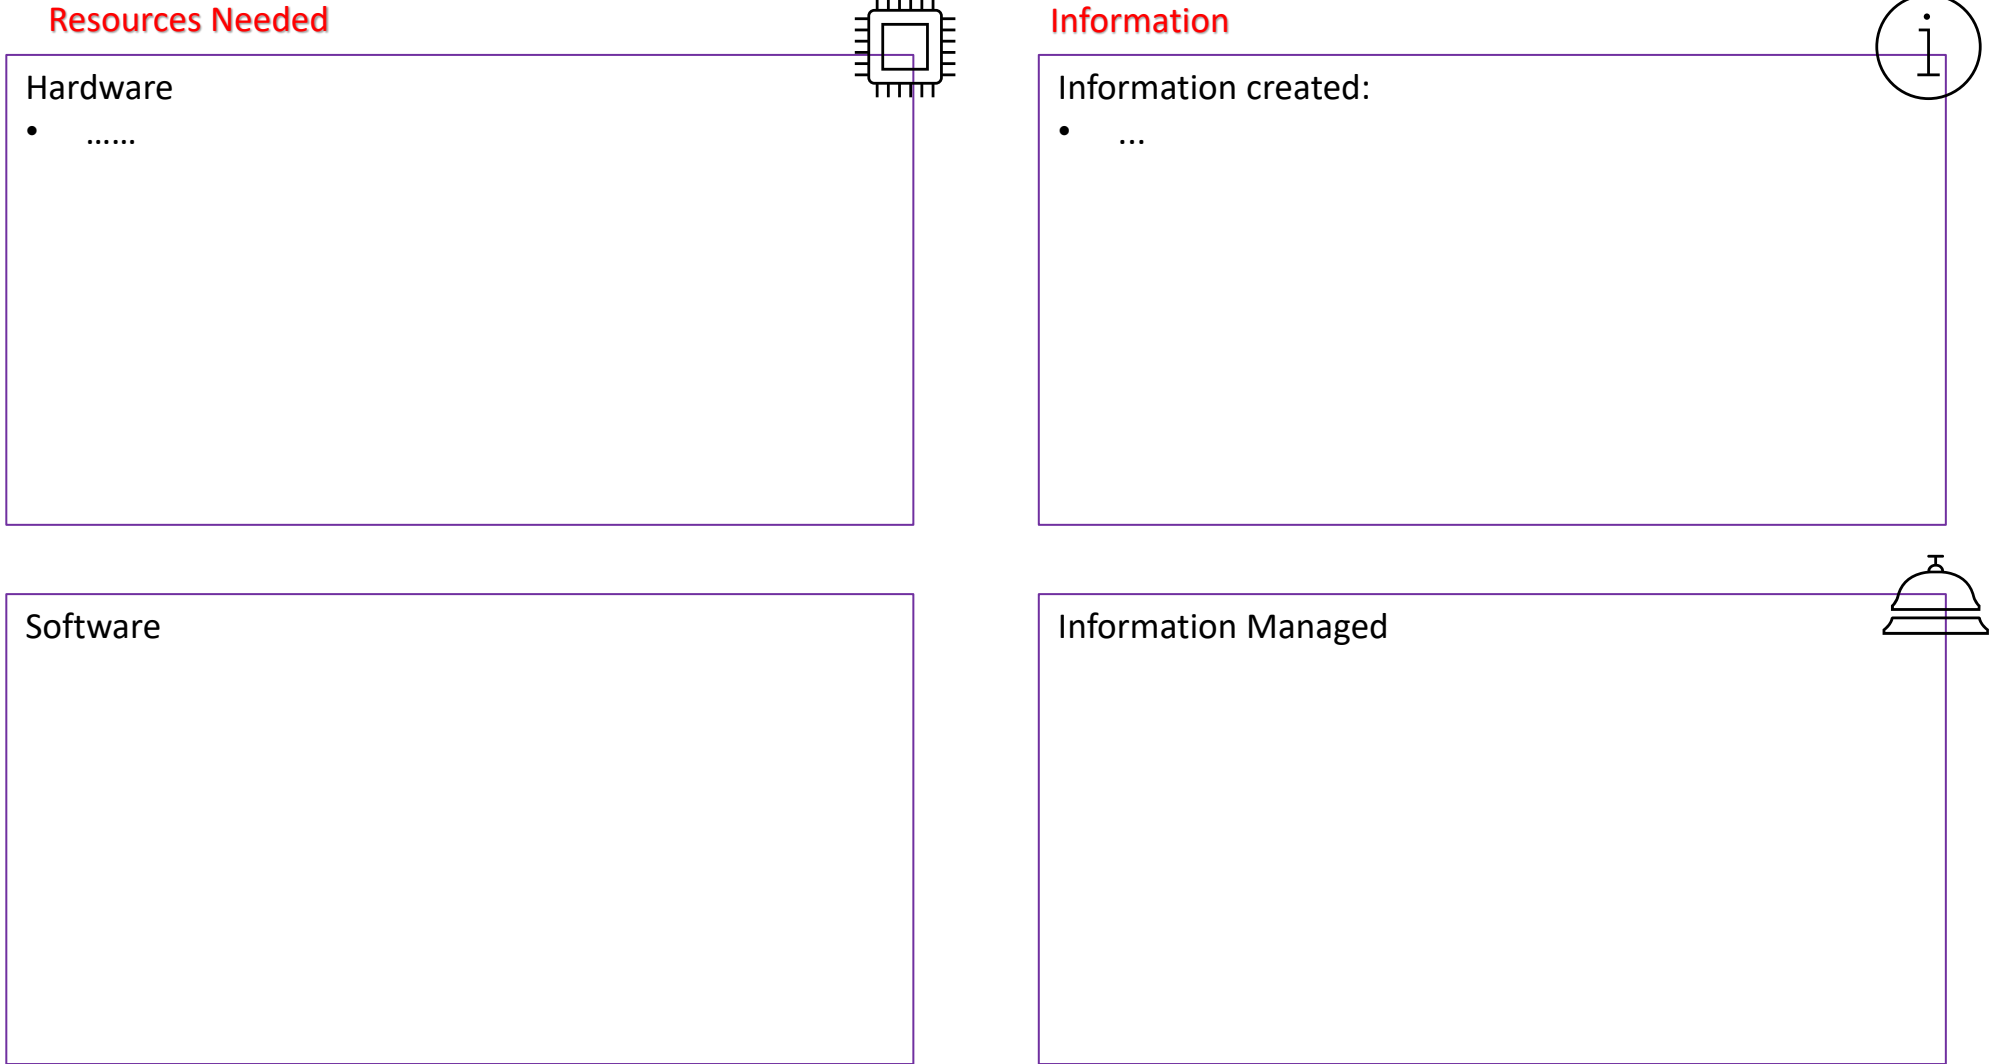 Resources Needed
Hardware
• ......
Software
Information
i
Information created:
• ...
Information Managed